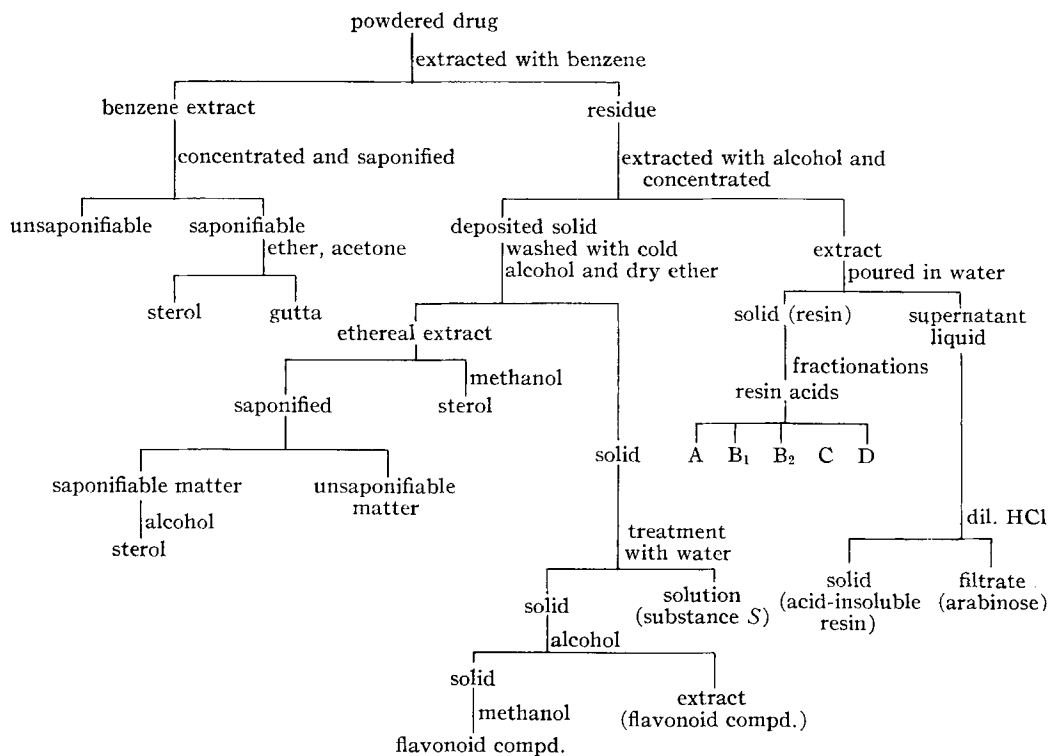 powdered drug
extracted with benzene
benzene extract
residue
concentrated and saponified
extracted with alcohol and
concentrated
unsaponifiable
saponifiable
ether, acetone
sterol
gutta
deposited solid
washed with cold
alcohol and dry ether
extract
poured in water
ethereal extract
methanol
sterol
saponified
saponifiable matter
alcohol
sterol
unsaponifiable
matter
solid
solid (resin)
supernatant
liquid
fractionations
resin acids
A B₁ B₂ C D
dil. HCl
solid
(acid-insoluble
resin)
filtrate
(arabinose)
treatment
with water
solid
alcohol
solution
(substance S)
solid
methanol
flavonoid compd.
extract
(flavonoid compd.)